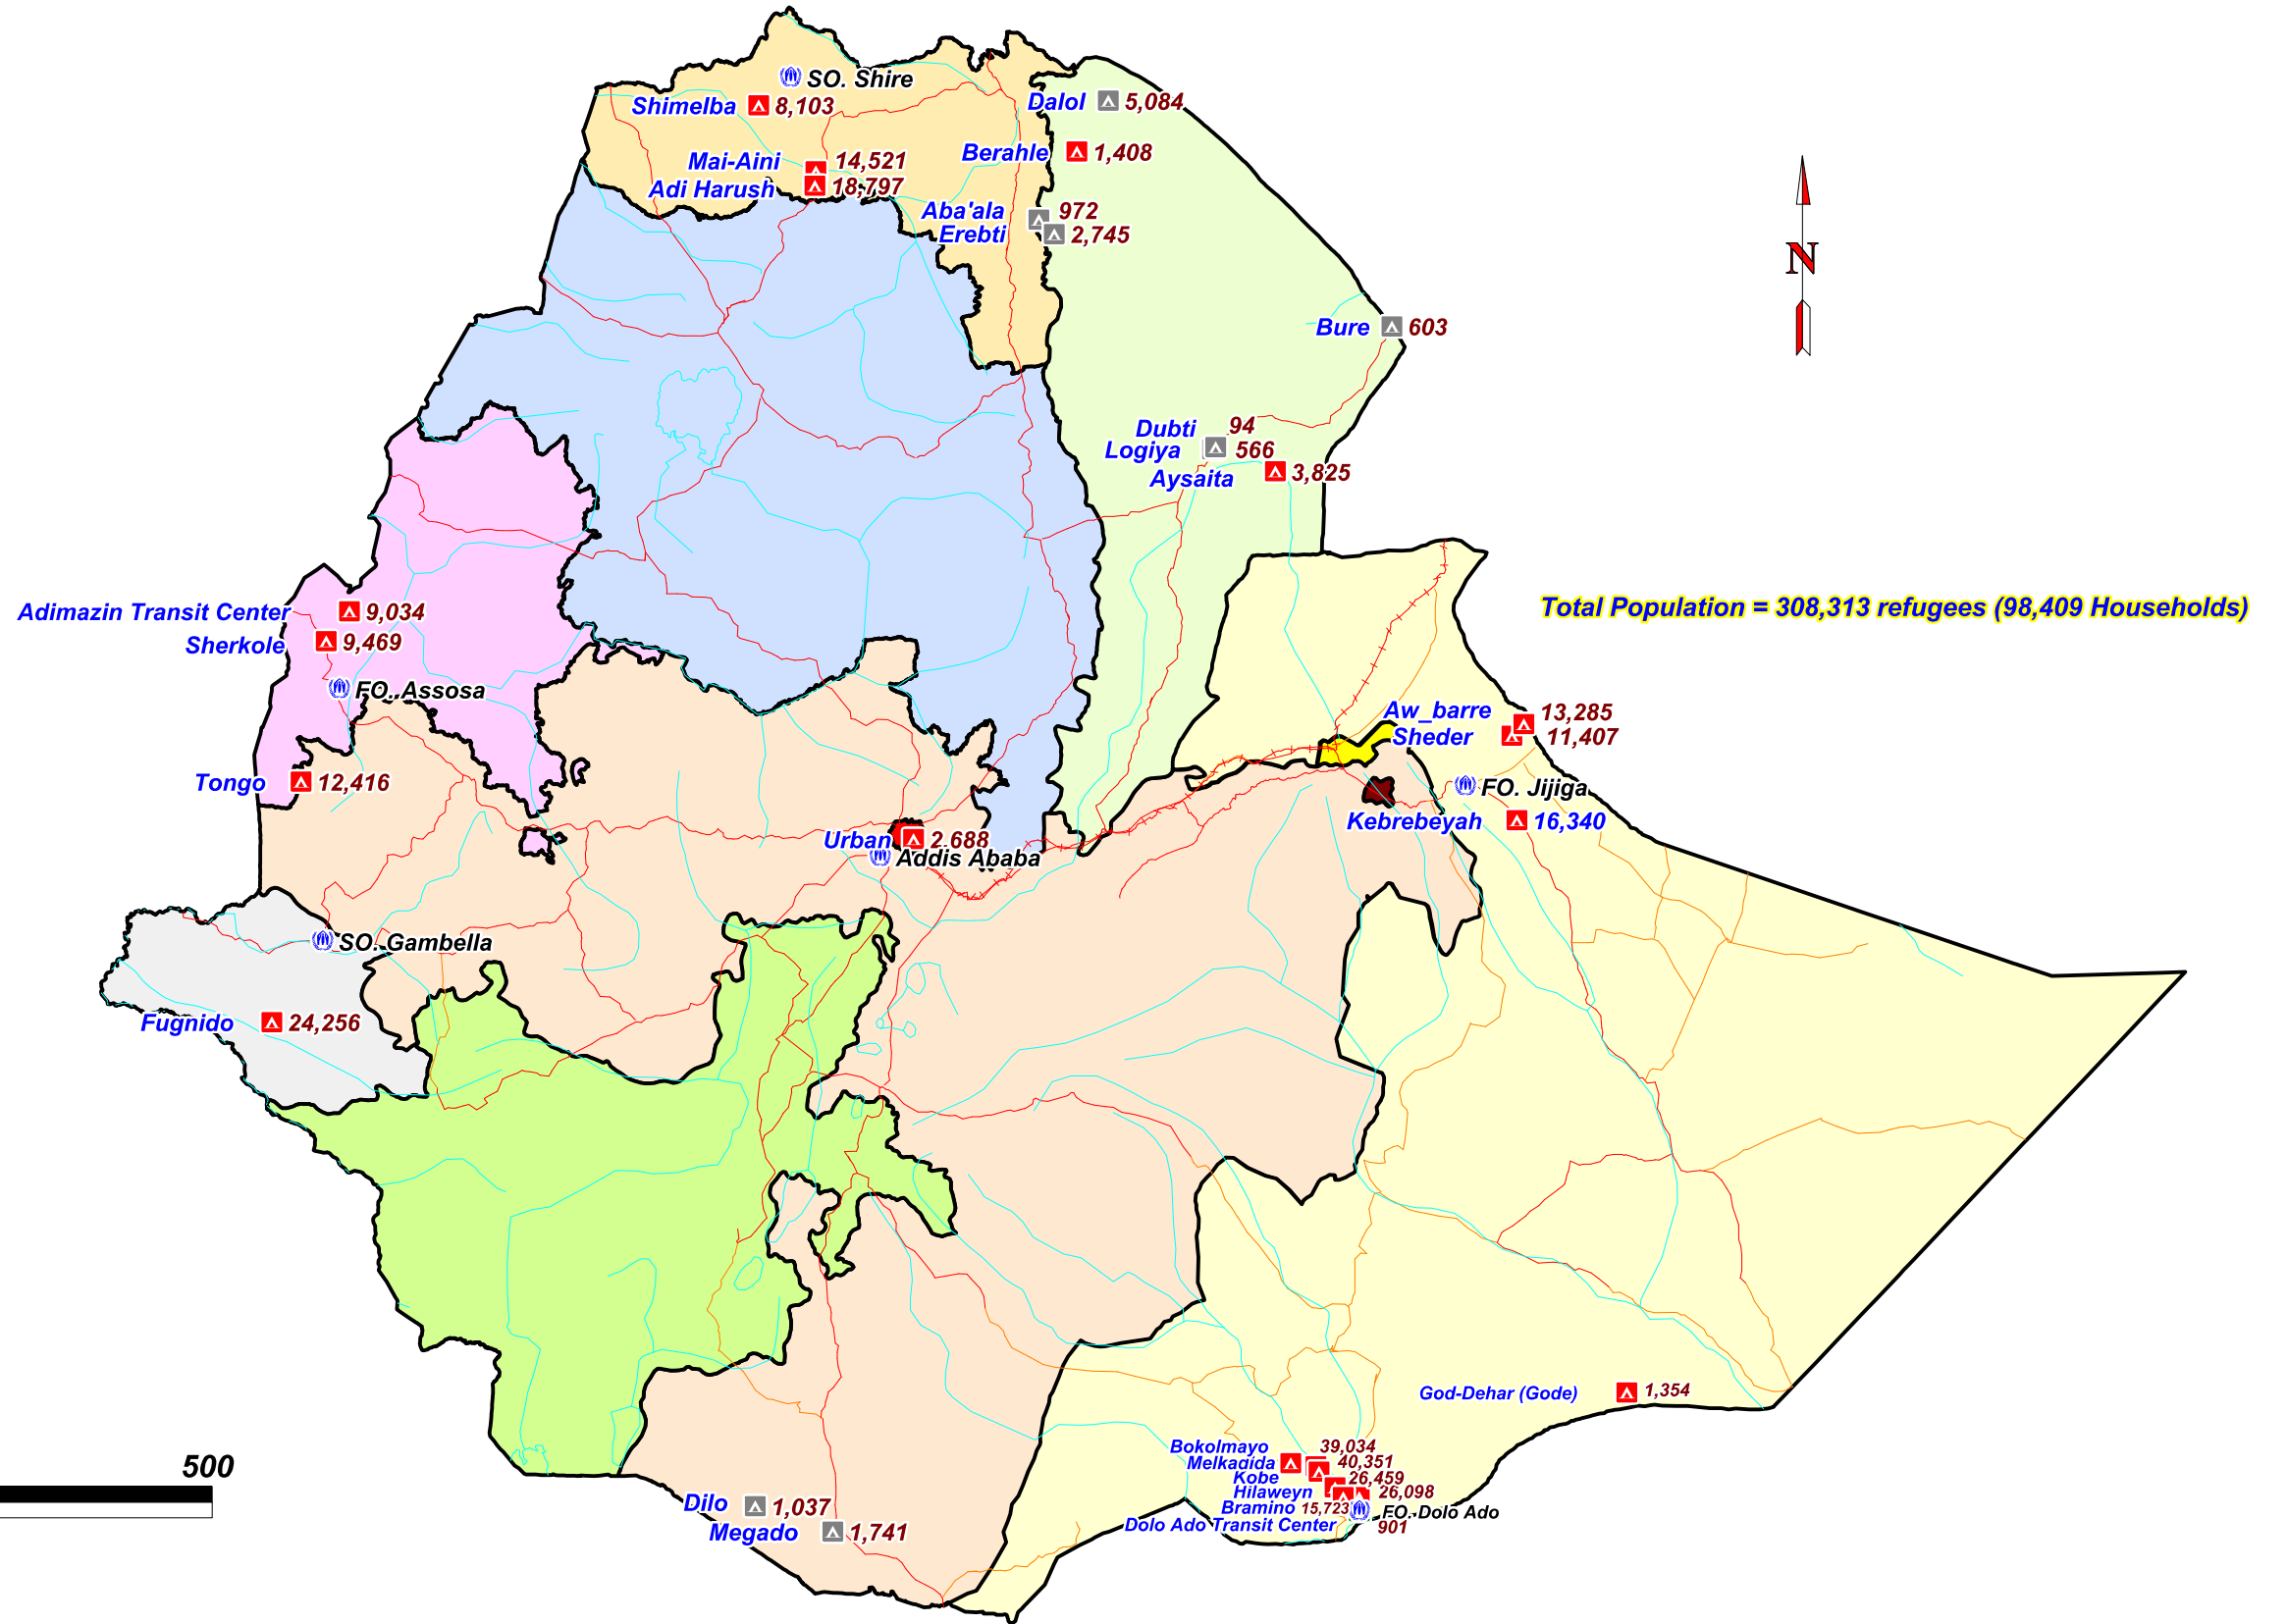 SO. Shire
Shimelba 8,103
Dalol 5,084
Mai-Aini 14,521
Berahle 1,408
Adi Harush 18,797
Aba'ala 972
Erebti 2,745
N
Bure 603
Dubti 94
Logiya 566
Aysaita 3,825
Adimazin Transit Center 9,034
Total Population = 308,313 refugees (98,409 Households)
Sherkole 9,469
FO. Assosa
Aw_barre 13,285
Sheder 11,407
Tongo 12,416
FO. Jijiga
Kebrebeyah 16,340
Urban 2,688
Addis Ababa
SO. Gambella
Fugnido 24,256
God-Dehar (Gode) 1,354
Bokolmayo 39,034
Melkagida 40,351
Kobe 26,459
Hilaweyn 26,098
Bramino 15,723
FO. Dolo Ado
Dolo Ado Transit Center 901
500
Dilo 1,037
Megado 1,741